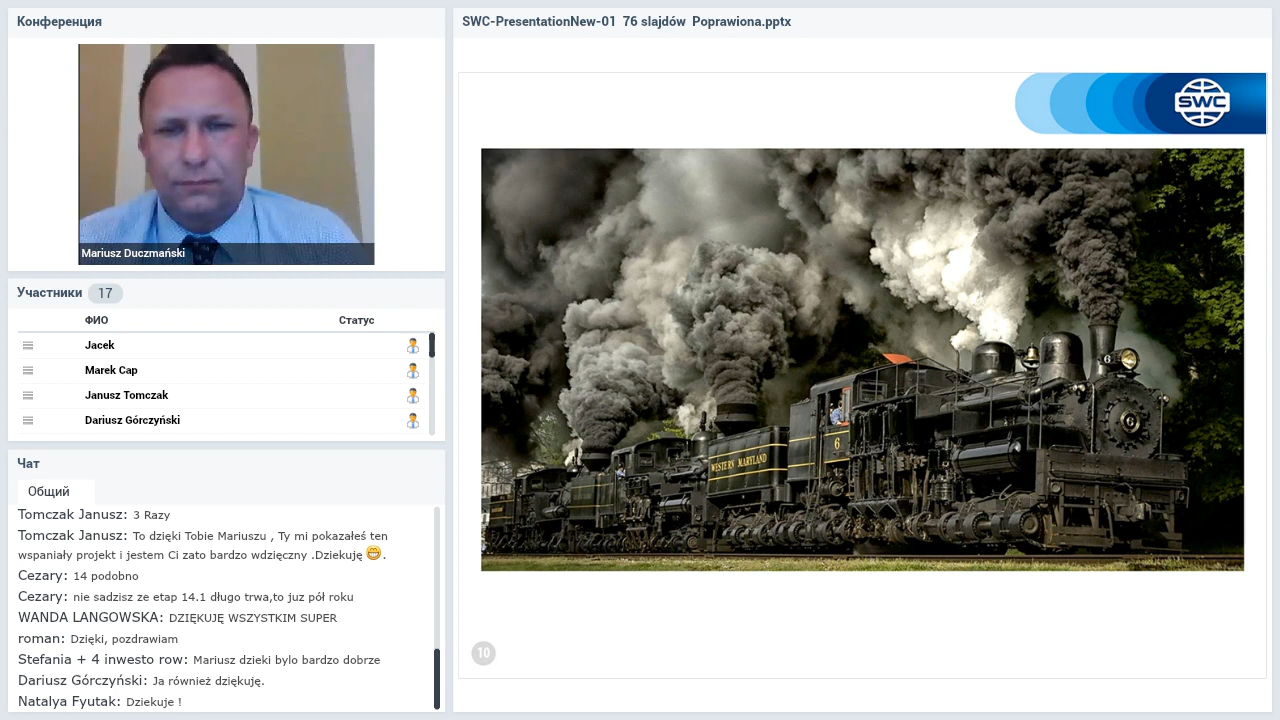 Конференция
Mariusz Duczmański
Участники 17
ФИО Статус
Jacek
Marek Cap
Janusz Tomczak
Dariusz Górczyński
Чат
Общий
Tomczak Janusz: 3 Razy
Tomczak Janusz: To dzięki Tobie Mariuszu , Ty mi pokazałeś ten
wspaniały projekt i jestem Ci zato bardzo wdzięczny .Dziekuję 😁.
Cezary: 14 podobno
Cezary: nie sadzisz ze etap 14.1 długo trwa,to juz pół roku
WANDA LANGOWSKA: DZIĘKUJĘ WSZYSTKIM SUPER
roman: Dzięki, pozdrawiam
Stefania + 4 inwesto row: Mariusz dzieki bylo bardzo dobrze
Dariusz Górczyński: Ja również dziękuję.
Natalya Fyutak: Dziekuje !
SWC-PresentationNew-01 76 slajdów Poprawiona.pptx
SWC
6
6
6
WESTERN MARYLAND
10